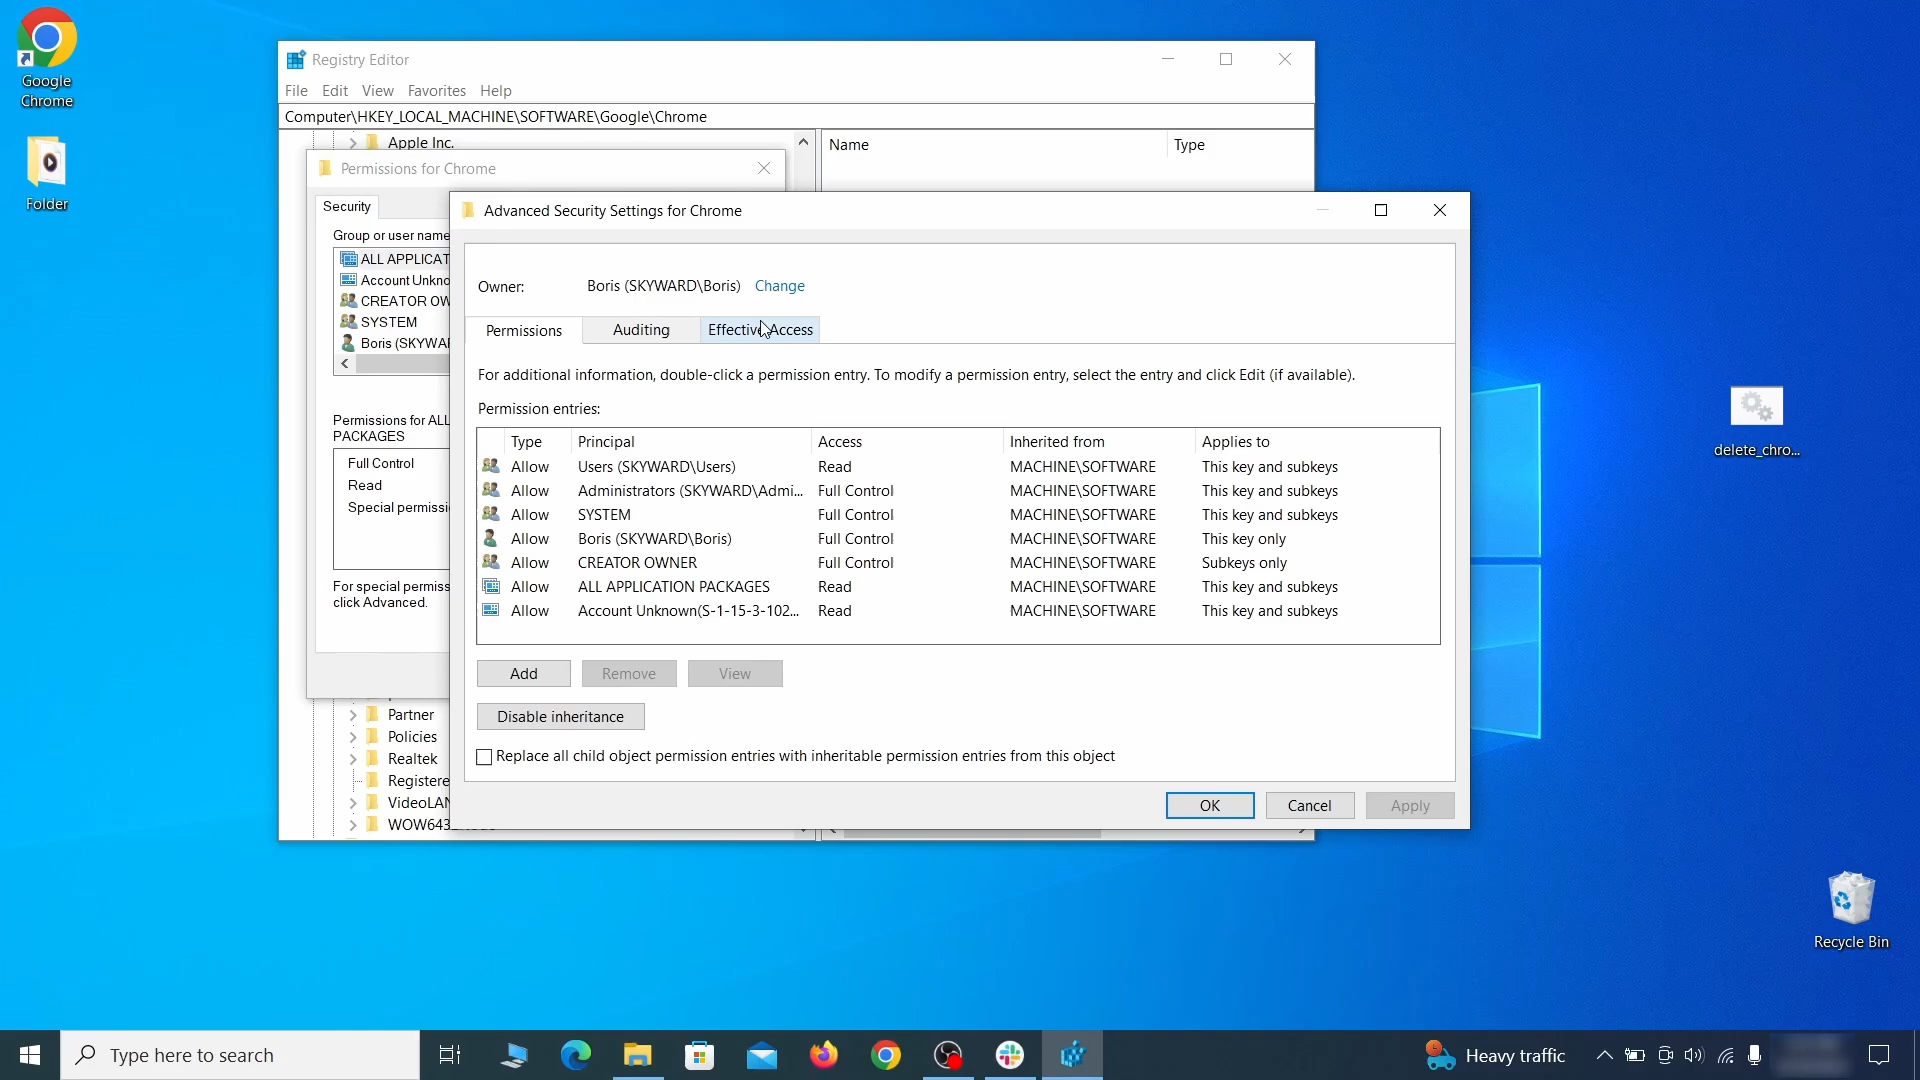 Google
Chrome
Folder
Registry Editor
File Edit View Favorites Help
Computer\HKEY_LOCAL_MACHINE\SOFTWARE\Google\Chrome
Apple Inc.
Name Type
Permissions for Chrome
Security
Group or user name
ALL APPLICAT
Account Unkno
CREATOR OW
SYSTEM
Boris (SKYWA
Permissions for ALL
PACKAGES
Full Control
Read
Special permissi
For special permiss
click Advanced.
Partner
Policies
Realtek
Registere
VideoLAN
Advanced Security Settings for Chrome
Owner: Boris (SKYWARD\Boris) Change
Permissions Auditing Effective Access
For additional information, double-click a permission entry. To modify a permission entry, select the entry and click Edit (if available).
Permission entries:
Type Principal Access Inherited from Applies to
Allow Users (SKYWARD\Users) Read MACHINE\SOFTWARE This key and subkeys
Allow Administrators (SKYWARD\Admi... Full Control MACHINE\SOFTWARE This key and subkeys
Allow SYSTEM Full Control MACHINE\SOFTWARE This key and subkeys
Allow Boris (SKYWARD\Boris) Full Control MACHINE\SOFTWARE This key only
Allow CREATOR OWNER Full Control MACHINE\SOFTWARE Subkeys only
Allow ALL APPLICATION PACKAGES Read MACHINE\SOFTWARE This key and subkeys
Allow Account Unknown(S-1-15-3-102... Read MACHINE\SOFTWARE This key and subkeys
Add Remove View
Disable inheritance
Replace all child object permission entries with inheritable permission entries from this object
OK Cancel Apply
delete_chro...
Recycle Bin
Type here to search
Heavy traffic